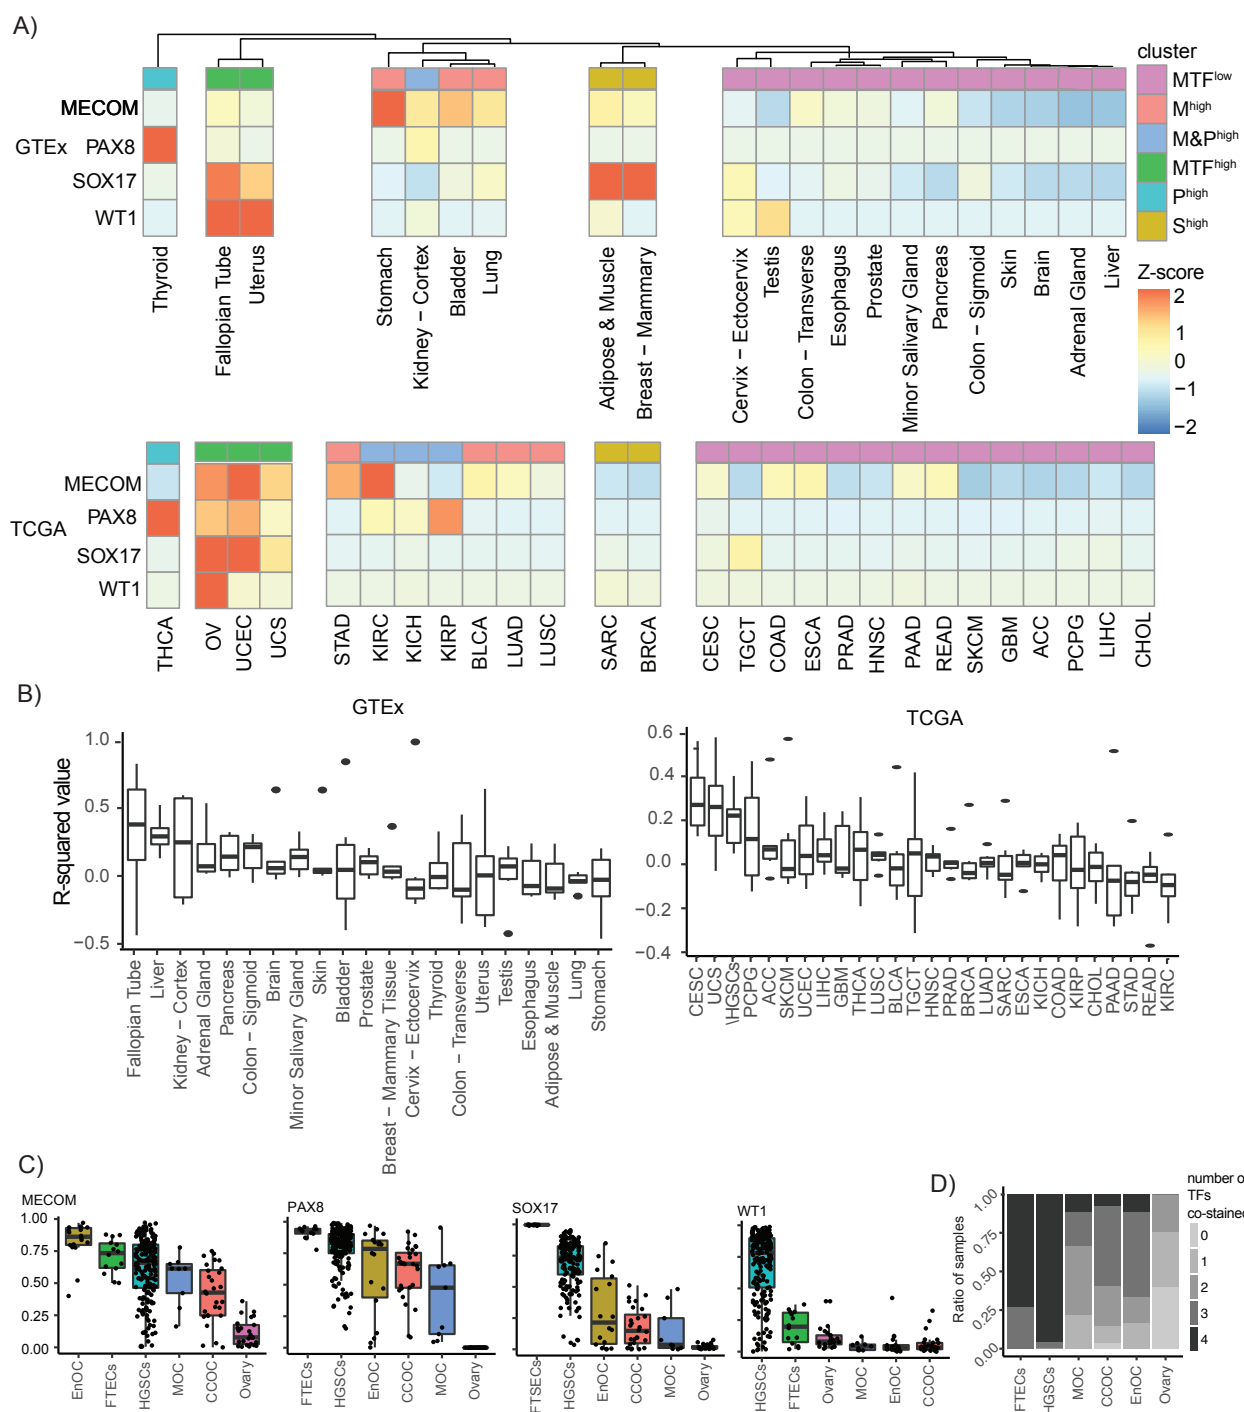 A)
cluster
MTFlow
Mhigh
M&Phigh
MTFhigh
Phigh
Shigh
MECOM
GTEx PAX8
SOX17
WT1
Thyroid
Fallopian Tube
Uterus
Stomach
Kidney − Cortex
Bladder
Lung
Adipose & Muscle
Breast − Mammary
Cervix − Ectocervix
Testis
Colon − Transverse
Esophagus
Prostate
Minor Salivary Gland
Pancreas
Colon − Sigmoid
Skin
Brain
Adrenal Gland
Liver
Z-score
2
1
0
−1
−2
MECOM
PAX8
TCGA
SOX17
WT1
THCA
OV
UCEC
UCS
STAD
KIRC
KICH
KIRP
BLCA
LUAD
LUSC
SARC
BRCA
CESC
TGCT
COAD
ESCA
PRAD
HNSC
PAAD
READ
SKCM
GBM
ACC
PCPG
LIHC
CHOL
B)
GTEx
R-squared value
1.0
0.5
0.0
−0.5
Fallopian Tube
Liver
Kidney − Cortex
Adrenal Gland
Pancreas
Colon − Sigmoid
Brain
Minor Salivary Gland
Skin
Bladder
Prostate
Breast − Mammary Tissue
Cervix − Ectocervix
Thyroid
Colon − Transverse
Uterus
Testis
Esophagus
Adipose & Muscle
Lung
Stomach
TCGA
0.6
0.4
0.2
0.0
−0.2
−0.4
CESC
UCS
\HGSCs
PCPG
ACC
SKCM
UCEC
LIHC
GBM
THCA
LUSC
BLCA
TGCT
HNSC
PRAD
BRCA
LUAD
SARC
ESCA
KICH
COAD
KIRP
CHOL
PAAD
STAD
READ
KIRC
C)
MECOM
1.00
0.75
0.50
0.25
0.00
EnOC
FTECs
HGSCs
MOC
CCOC
Ovary
PAX8
FTECs
HGSCs
EnOC
CCOC
MOC
Ovary
SOX17
FTSECs
HGSCs
EnOC
CCOC
MOC
Ovary
WT1
HGSCs
FTECs
Ovary
MOC
EnOC
CCOC
D)
Ratio of samples
1.00
0.75
0.50
0.25
0.00
FTECs
HGSCs
MOC
CCOC
EnOC
Ovary
number o
TFs
co-stained
0
1
2
3
4